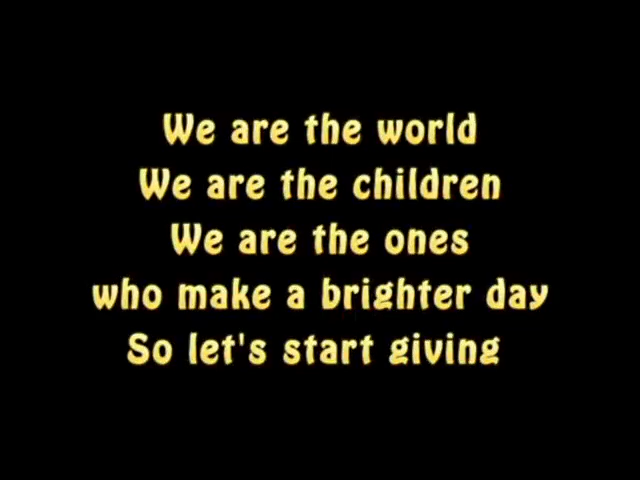 We are the world
We are the children
We are the ones
who make a brighter day
So let's start giving